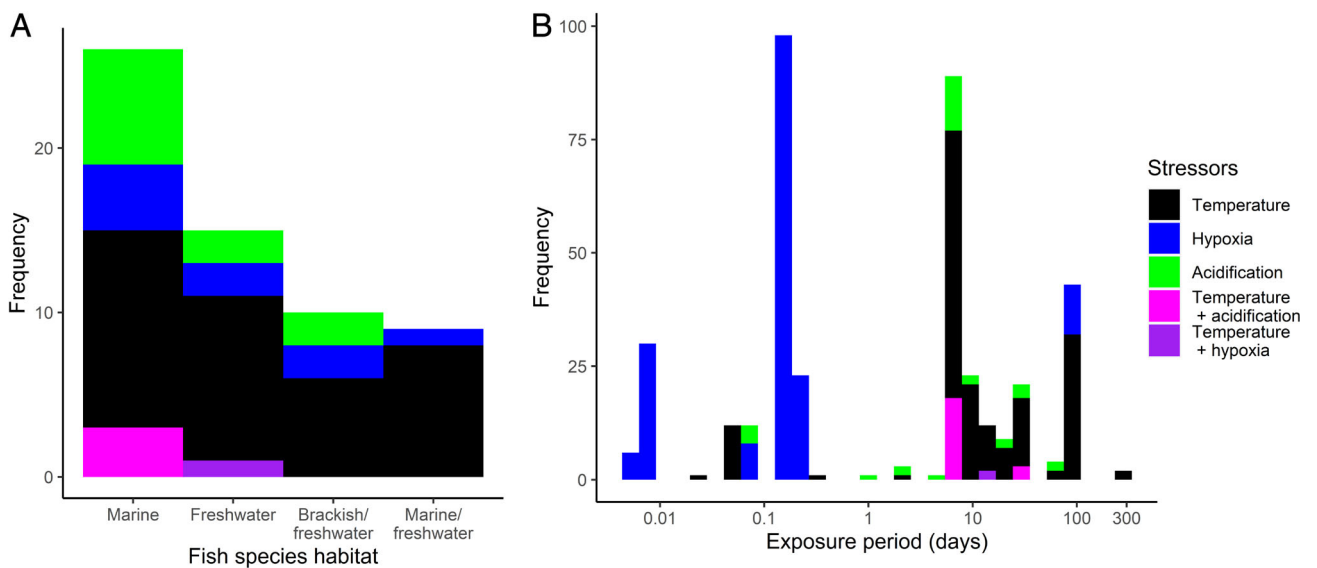 A
Frequency
0
10
20
Marine
Freshwater
Brackish/
freshwater
Marine/
freshwater
Fish species habitat
B
Frequency
0
25
50
75
100
0.01
0.1
1
10
100
300
Exposure period (days)
Stressors
Temperature
Hypoxia
Acidification
Temperature
+ acidification
Temperature
+ hypoxia